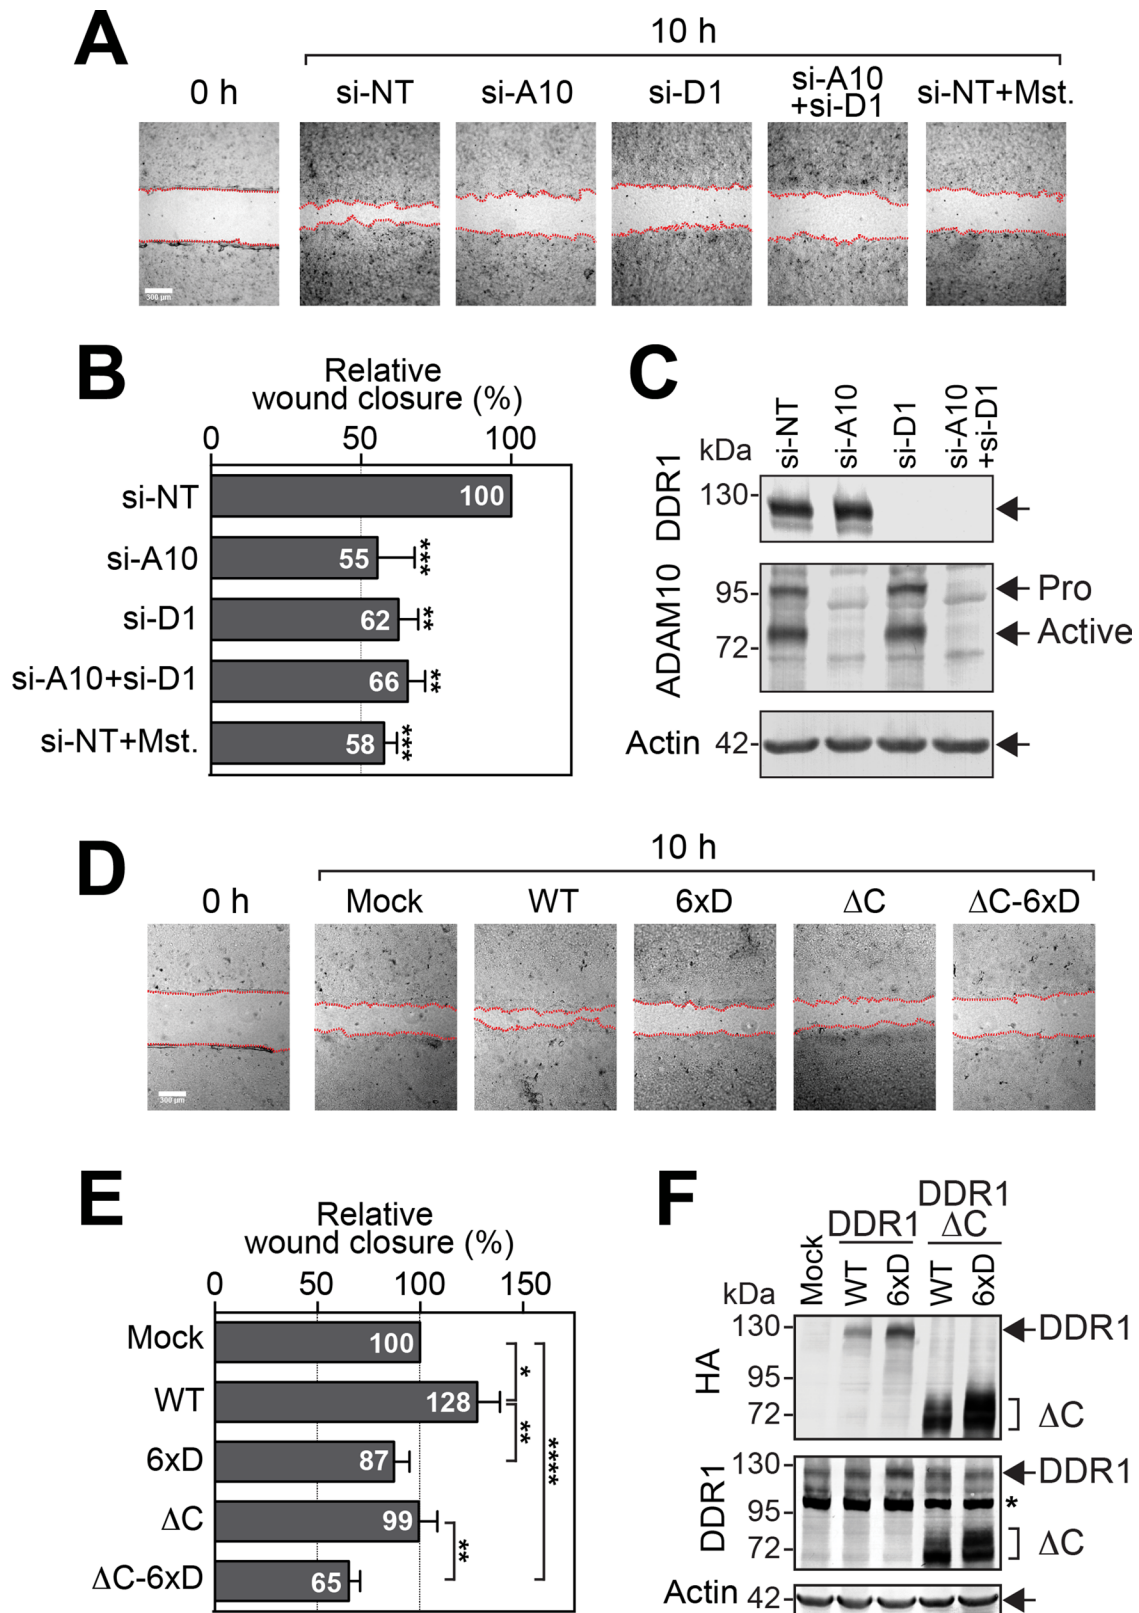 A
10 h
0 h
si-NT
si-A10
si-D1
si-A10
+si-D1
si-NT+Mst.
300 µm
B
Relative
wound closure (%)
0
50
100
si-NT
100
si-A10
55
****
si-D1
62
**
si-A10+si-D1
66
**
si-NT+Mst.
58
***
C
kDa
si-NT
si-A10
si-D1
si-A10
+si-D1
DDR1
130-
ADAM10
95-
Pro
72-
Active
Actin
42-
D
10 h
0 h
Mock
WT
6xD
ΔC
ΔC-6xD
300 µm
E
Relative
wound closure (%)
0
50
100
150
Mock
100
WT
128
6xD
87
ΔC
99
ΔC-6xD
65
*
**
**
****
F
DDR1
DDR1
ΔC
kDa
Mock
WT
6xD
WT
6xD
HA
130-
DDR1
95-
72-
ΔC
DDR1
130-
DDR1
95-
*
72-
ΔC
Actin
42-